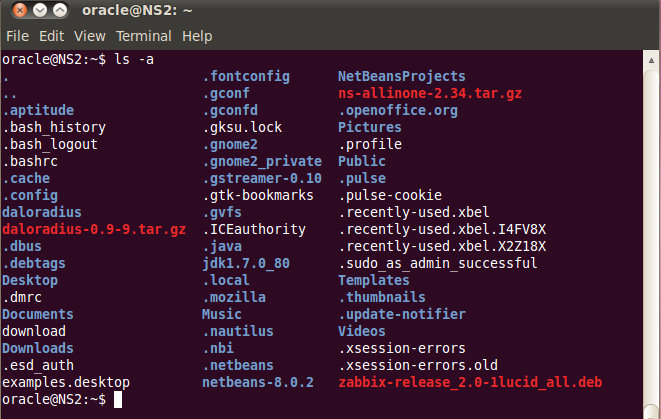 oracle@NS2: ~
File Edit View Terminal Help
oracle@NS2:~$ ls -a
. .fontconfig NetBeansProjects
.. .gconf ns-allinone-2.34.tar.gz
.aptitude .gconfd .openoffice.org
.bash_history .gksu.lock Pictures
.bash_logout .gnome2 .profile
.bashrc .gnome2_private Public
.cache .gstreamer-0.10 .pulse
.config .gtk-bookmarks .pulse-cookie
daloradius .gvfs .recently-used.xbel
daloradius-0.9-9.tar.gz .ICEauthority .recently-used.xbel.I4FV8X
.dbus .java .recently-used.xbel.X2Z18X
.debtags jdk1.7.0_80 .sudo_as_admin_successful
Desktop .local Templates
.dmrc .mozilla .thumbnails
Documents Music .update-notifier
download .nautilus Videos
Downloads .nbi .xsession-errors
.esd_auth .netbeans .xsession-errors.old
examples.desktop netbeans-8.0.2 zabbix-release_2.0-1lucid_all.deb
oracle@NS2:~$